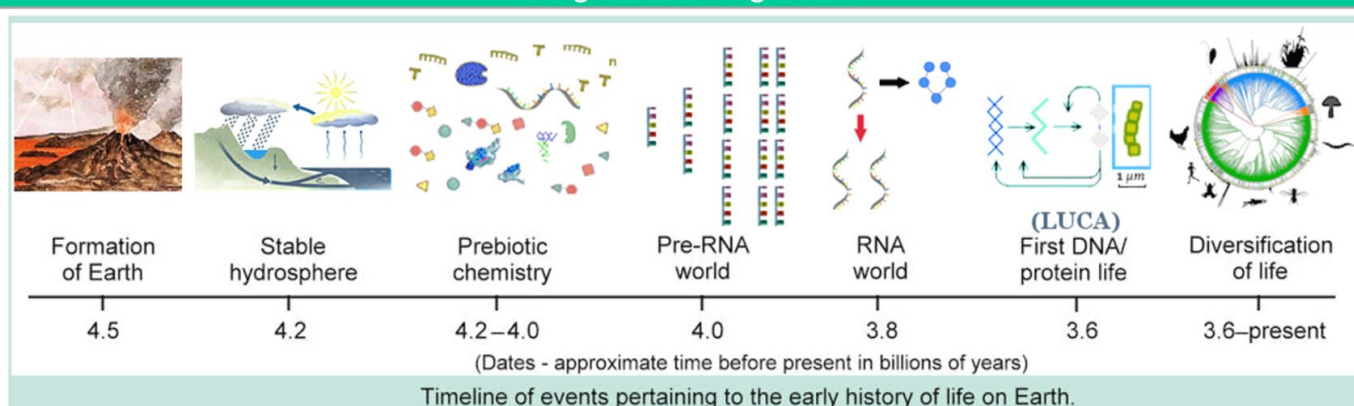 (LUCA)
Formation
of Earth
Stable
hydrosphere
Prebiotic
chemistry
Pre-RNA
world
RNA
world
First DNA/
protein life
Diversification
of life
1 μm
4.5
4.2
4.2–4.0
4.0
3.8
3.6
3.6–present
(Dates - approximate time before present in billions of years)
Timeline of events pertaining to the early history of life on Earth.